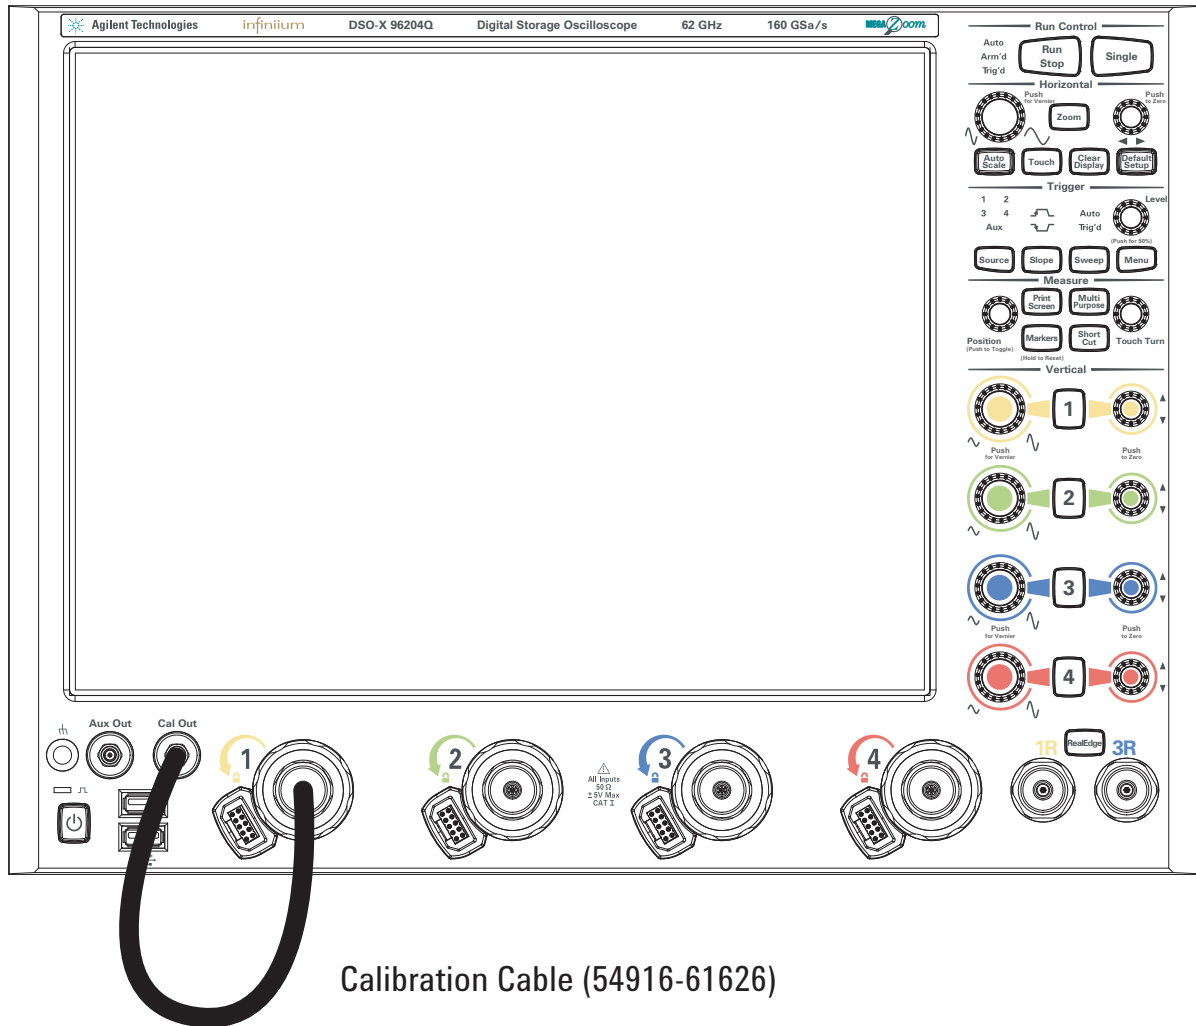 Agilent Technologies infiniium DSO-X 96204Q Digital Storage Oscilloscope 62 GHz 160 GSa/s MEGA Zoom
Run Control
Auto
Arm'd
Trig'd
Run
Stop
Single
Horizontal
Push
for Vernier
Zoom
Push
to Zero
Auto
Scale
Touch
Clear
Display
Default
Setup
Trigger
1 2
3 4
Aux
Auto
Trig'd
Level
(Push for 50%)
Source
Slope
Sweep
Menu
Measure
Print
Screen
Multi
Purpose
Position
(Push to Toggle)
Markers
(Hold to Reset)
Short
Cut
Touch Turn
Vertical
1
Push
for Vernier
Push
to Zero
2
3
Push
for Vernier
Push
to Zero
4
Aux Out
Cal Out
1
2
All Inputs
50 Ω
± 5V Max
CAT I
3
4
1R
RealEdge
3R
Calibration Cable (54916-61626)